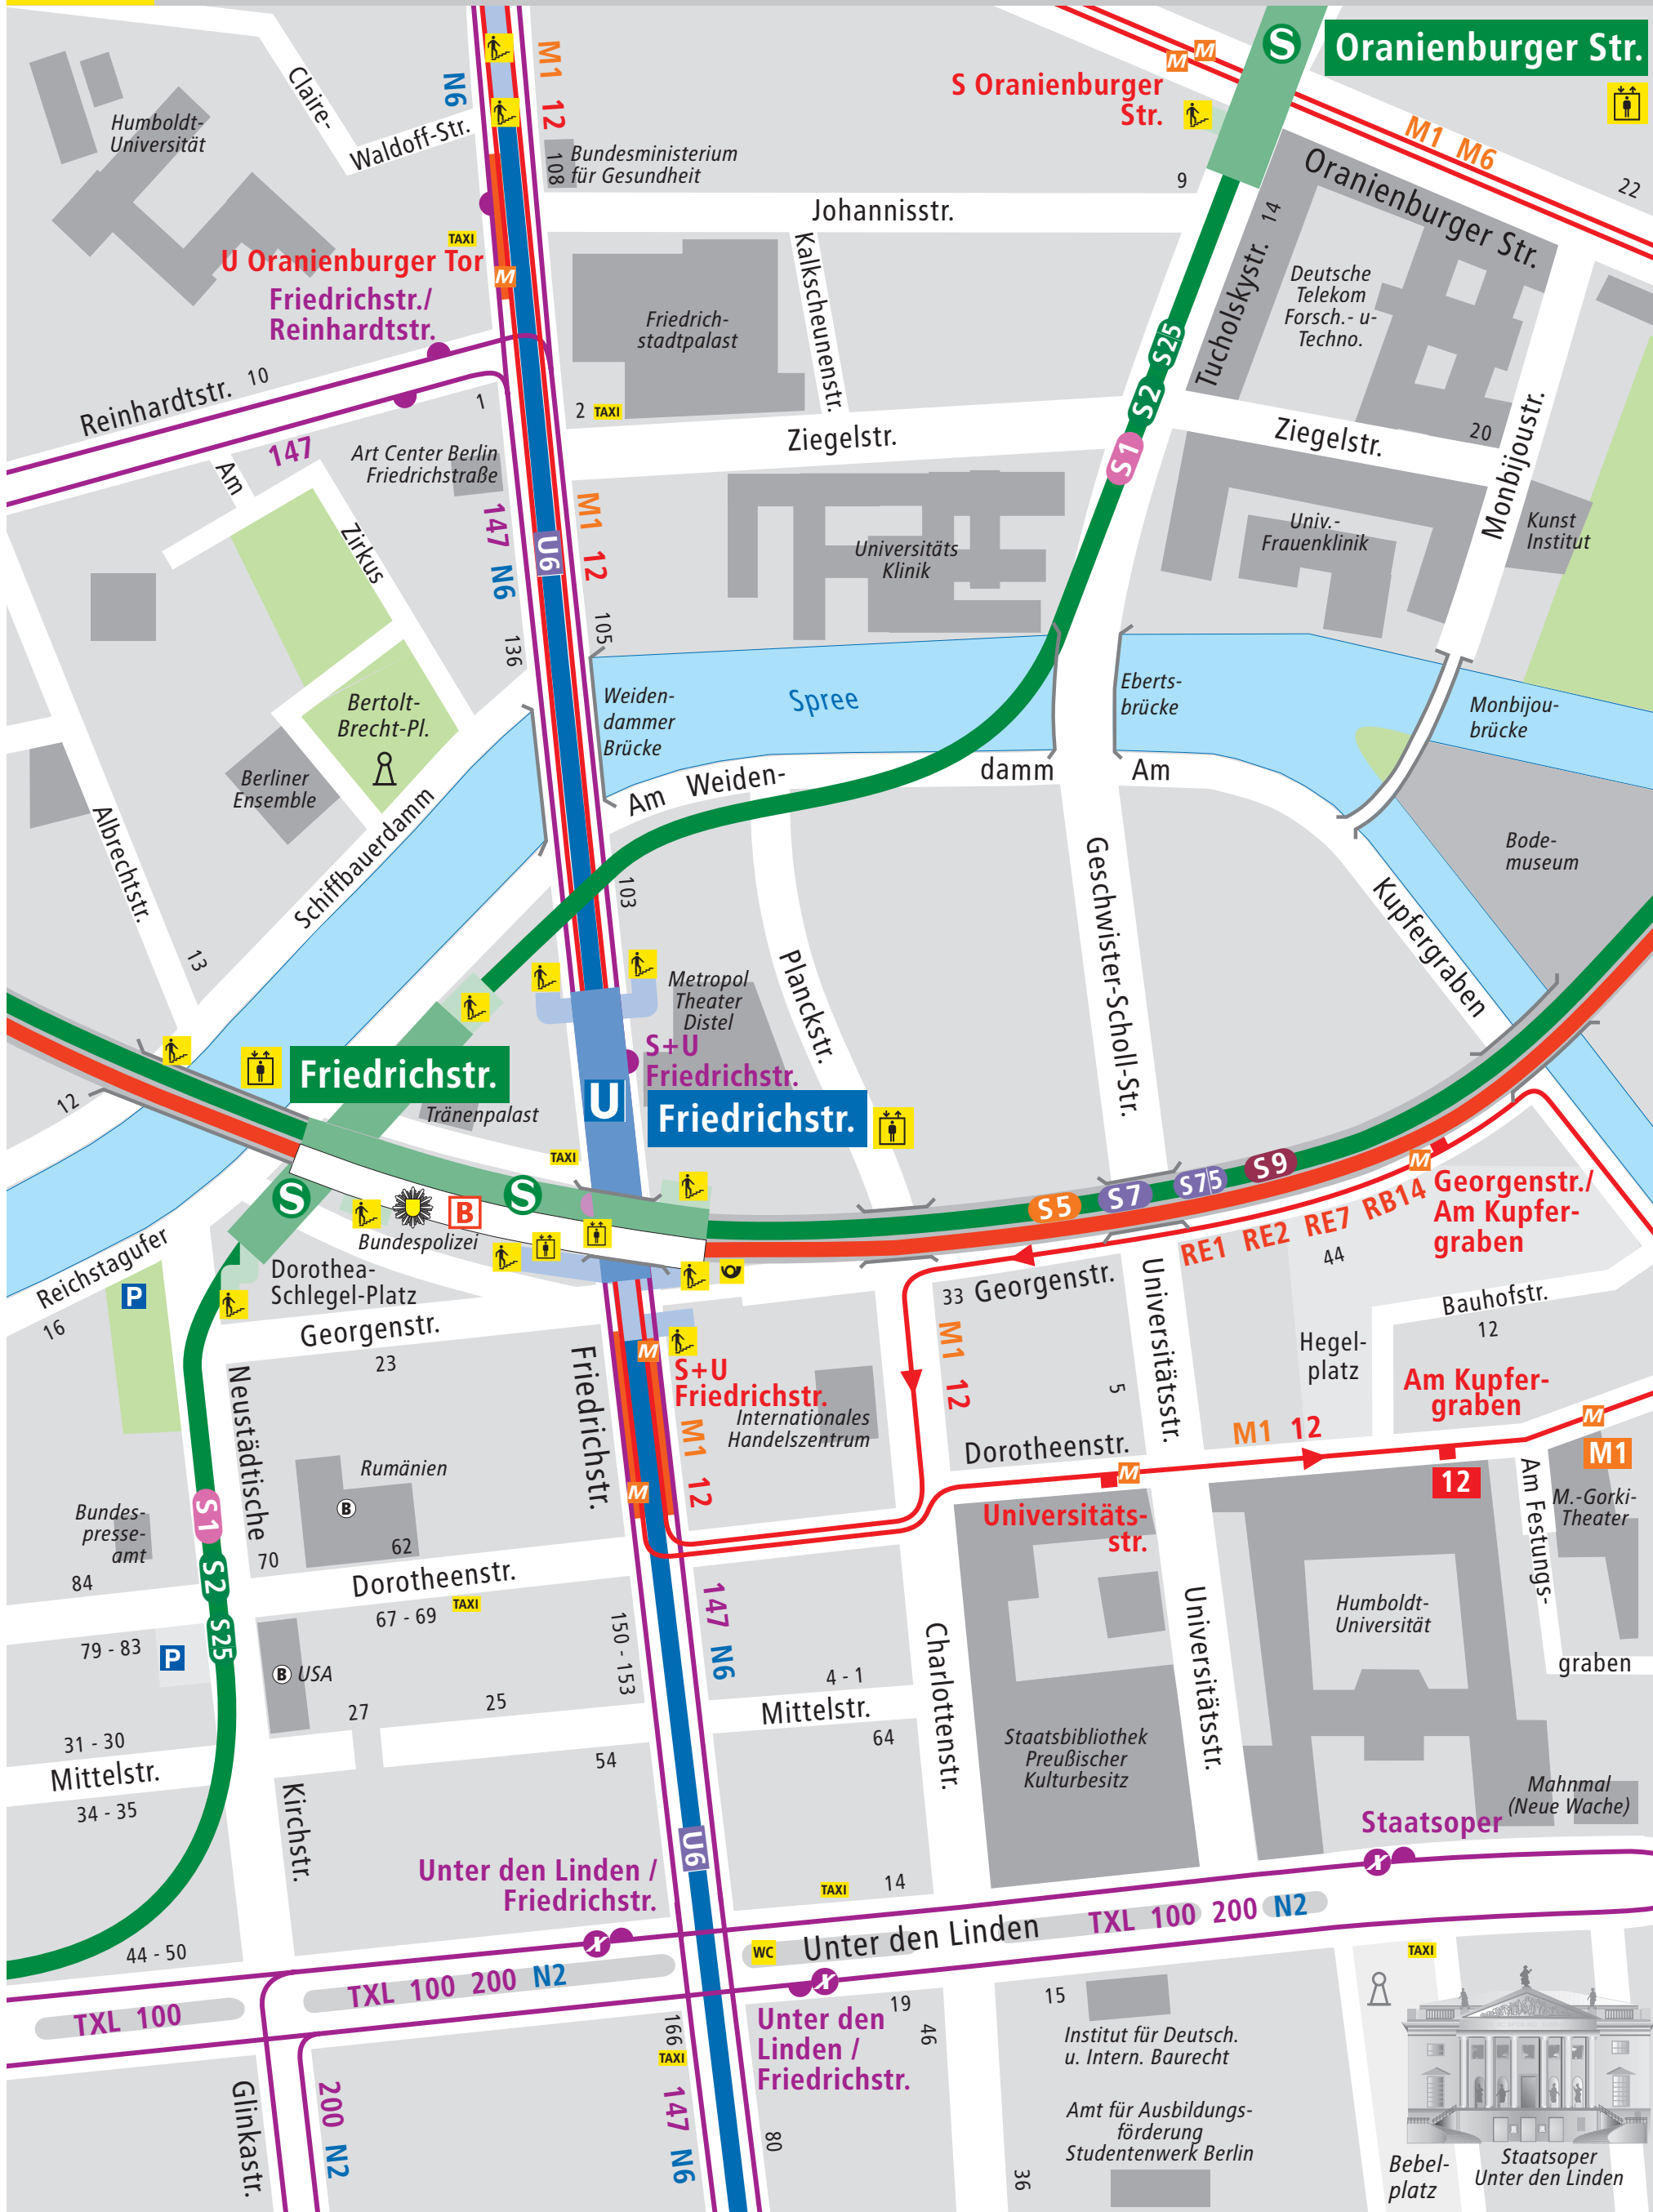 S
Oranienburger Str.
M1 12
N6
Claire-
Waldoff-Str.
Humboldt-
Universität
M
M
S Oranienburger
Str.
M1 M6
108
Bundesministerium
für Gesundheit
9
22
Oranienburger Str.
Johannisstr.
14
TAXI
U Oranienburger Tor
M
Friedrichstr./
Reinhardtstr.
Kalkscheunenstr.
Tucholskystr.
Deutsche
Telekom
Forsch.- u-
Techno.
Friedrich-
stadtpalast
S25
S2
S1
Reinhardtstr.
10
1
2
TAXI
147
Am
Zirkus
Art Center Berlin
Friedrichstraße
Ziegelstr.
Ziegelstr.
20
Monbijoustr.
147 N6
U6
M1 12
Universitäts
Klinik
Univ.-
Frauenklinik
Kunst
Institut
136
105
Bertolt-
Brecht-Pl.
Weiden-
dammer
Brücke
Spree
Eberts-
brücke
Monbijou-
brücke
Berliner
Ensemble
Am Weiden-
damm
Am
Albrechtstr.
Schiffbauerdamm
Bode-
museum
103
Geschwister-Scholl-Str.
Kupfergraben
13
Planckstr.
Metropol
Theater
Distel
S+U
Friedrichstr.
Friedrichstr.
U
Friedrichstr.
12
Tränenpalast
TAXI
S
S
B
Bundespolizei
S5
S7
S75
S9
M
Georgenstr./
Am Kupfer-
graben
RE1 RE2 RE7 RB14
44
Reichstagufer
16
P
Dorothea-
Schlegel-Platz
Georgenstr.
23
33
Georgenstr.
Universitätsstr.
Bauhofstr.
12
Hegel-
platz
M
S+U
Friedrichstr.
Friedrichstr.
M1 12
5
Internationales
Handelszentrum
Am Kupfer-
graben
M
M1
12
M1 12
Neustädtische
Kirchstr.
Rumänien
B
62
M
M1 12
Dorotheenstr.
M
Universitäts-
str.
Am Festungs-
graben
M.-Gorki-
Theater
Bundes-
presse-
amt
S1
S2
S25
70
84
Dorotheenstr.
67 - 69
TAXI
79 - 83
P
B USA
150 - 153
147 N6
Charlottenstr.
Universitätsstr.
Humboldt-
Universität
4 - 1
27
25
Mittelstr.
64
31 - 30
Mittelstr.
34 - 35
54
Staatsbibliothek
Preußischer
Kulturbesitz
Mahnmal
(Neue Wache)
U6
Unter den Linden /
Friedrichstr.
X
TAXI
14
Staatsoper
X
44 - 50
TXL 100
TXL 100 200 N2
WC
Unter den Linden
TXL 100 200 N2
X
Unter den
Linden /
Friedrichstr.
19
46
15
Institut für Deutsch.
u. Intern. Baurecht
TAXI
166
TAXI
Glinkastr.
200 N2
147 N6
80
Amt für Ausbildungs-
förderung
Studentenwerk Berlin
36
Bebel-
platz
Staatsoper
Unter den Linden